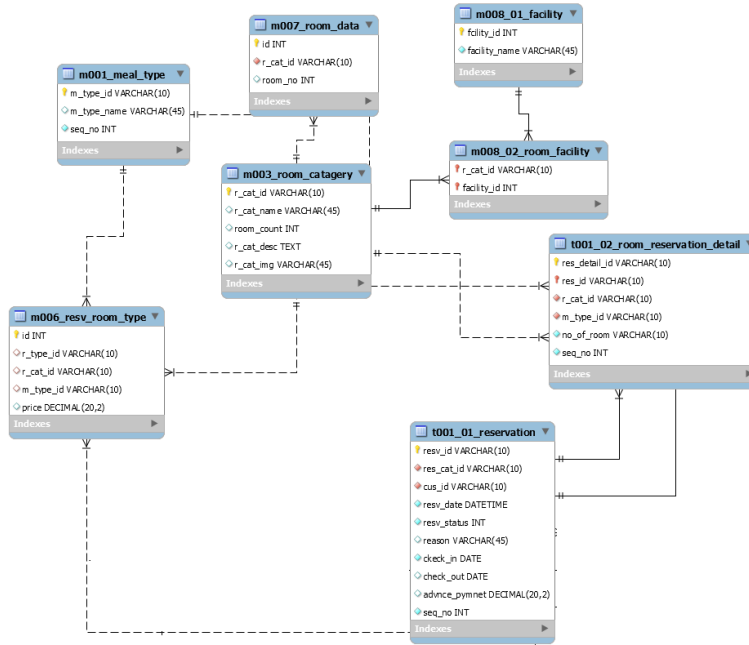 m007_room_data
id INT
r_cat_id VARCHAR(10)
room_no INT
Indexes
m008_01_facility
fcility_id INT
facility_name VARCHAR(45)
Indexes
m001_meal_type
m_type_id VARCHAR(10)
m_type_name VARCHAR(45)
seq_no INT
Indexes
m008_02_room_facility
r_cat_id VARCHAR(10)
facility_id INT
Indexes
m003_room_catagery
r_cat_id VARCHAR(10)
r_cat_name VARCHAR(45)
room_count INT
r_cat_desc TEXT
r_cat_img VARCHAR(45)
Indexes
t001_02_room_reservation_detail
res_detail_id VARCHAR(10)
res_id VARCHAR(10)
r_cat_id VARCHAR(10)
m_type_id VARCHAR(10)
no_of_room VARCHAR(10)
seq_no INT
Indexes
m006_resv_room_type
id INT
r_type_id VARCHAR(10)
r_cat_id VARCHAR(10)
m_type_id VARCHAR(10)
price DECIMAL(20,2)
Indexes
t001_01_reservation
resv_id VARCHAR(10)
res_cat_id VARCHAR(10)
cus_id VARCHAR(10)
resv_date DATETIME
resv_status INT
reason VARCHAR(45)
ckeck_in DATE
check_out DATE
advnce_pymnet DECIMAL(20,2)
seq_no INT
Indexes